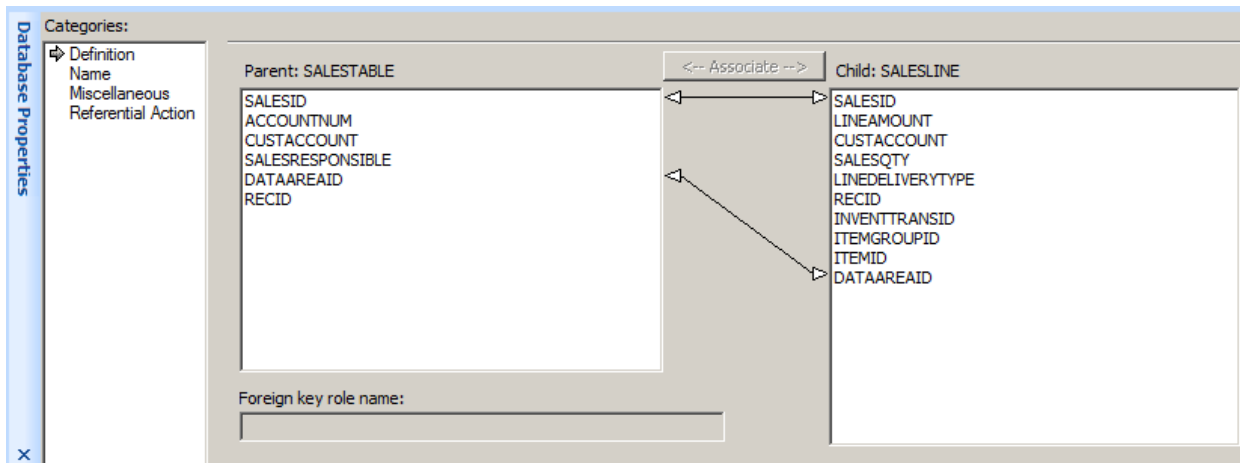 Database Properties
Categories:
Definition
Name
Miscellaneous
Referential Action
Parent: SALESTABLE
<-- Associate -->
Child: SALESLINE
SALESID
ACCOUNTNUM
CUSTACCOUNT
SALESRESPONSIBLE
DATAAREAID
RECID
SALESID
LINEAMOUNT
CUSTACCOUNT
SALESQTY
LINEDELIVERYTYPE
RECID
INVENTTRANSID
ITEMGROUPID
ITEMID
DATAAREAID
Foreign key role name: